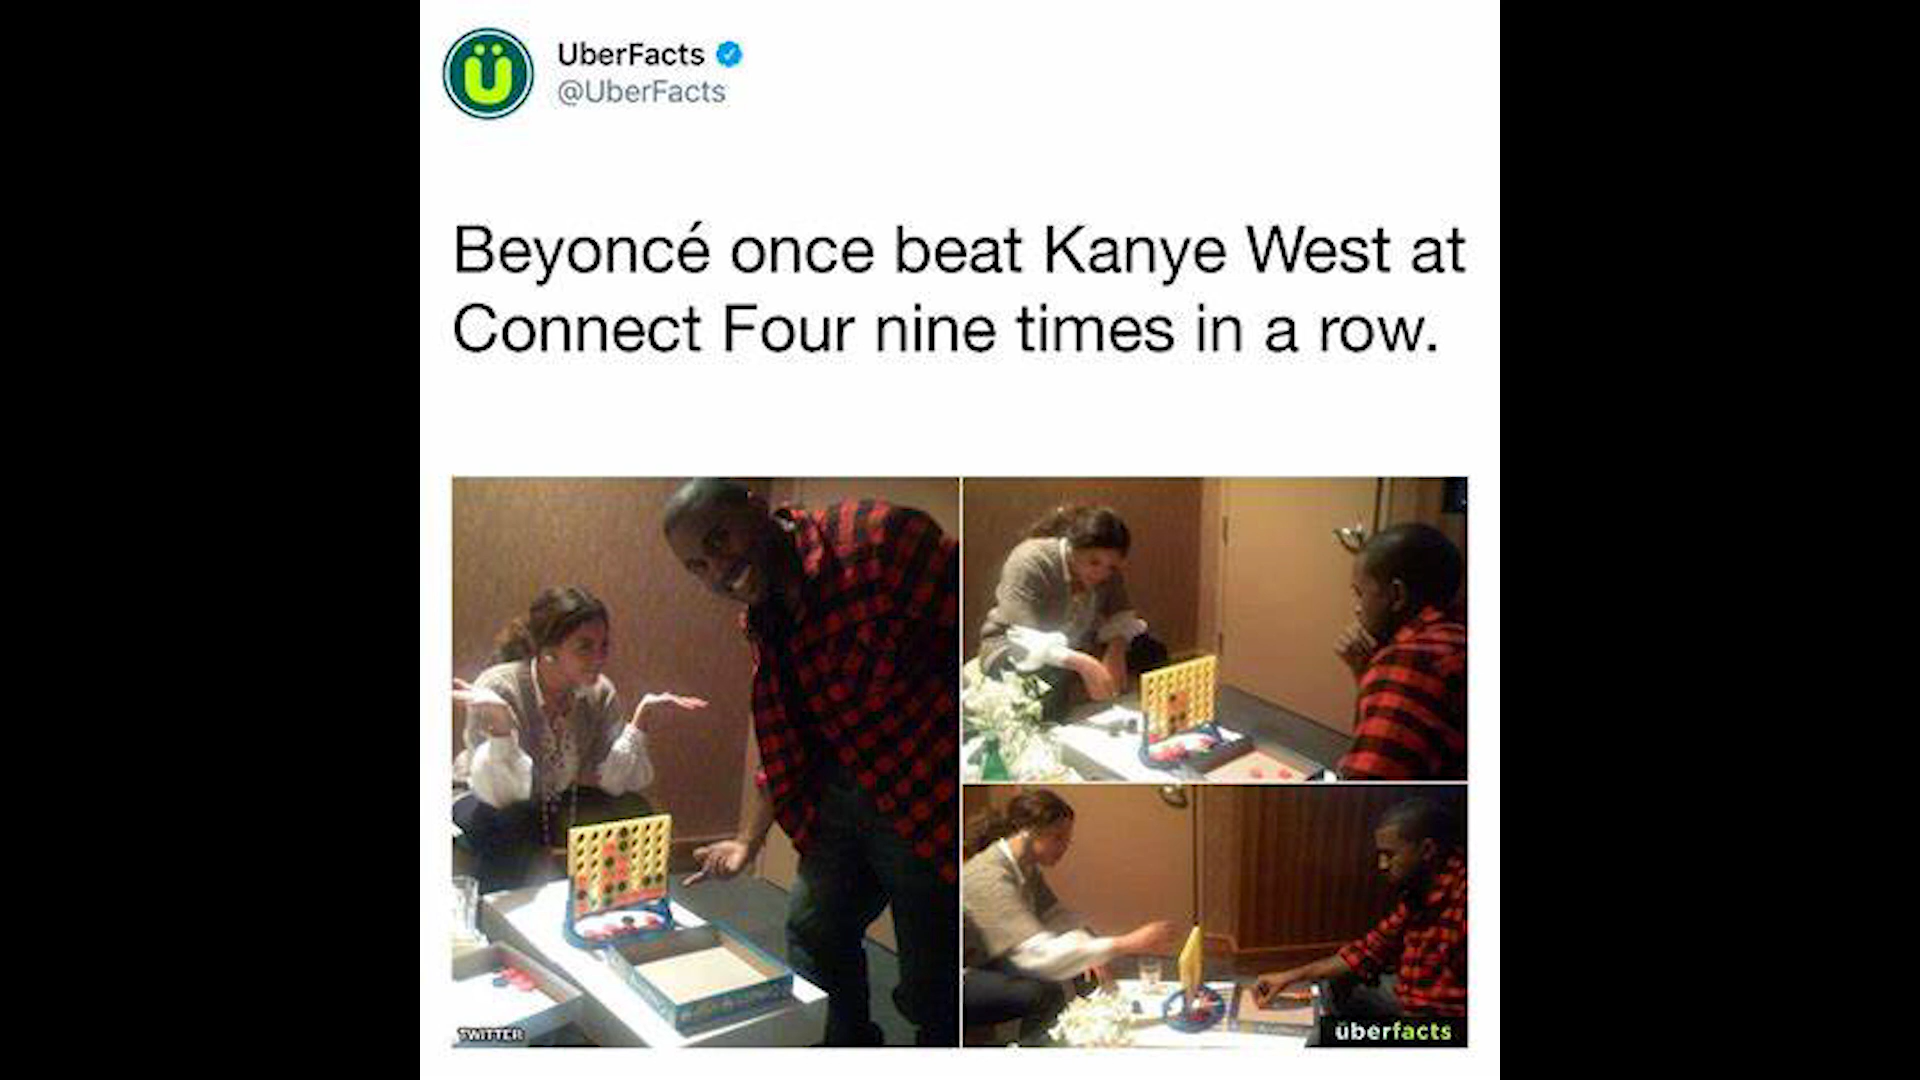 UberFacts
@UberFacts
Beyoncé once beat Kanye West at
Connect Four nine times in a row.
TWITTER
überfacts